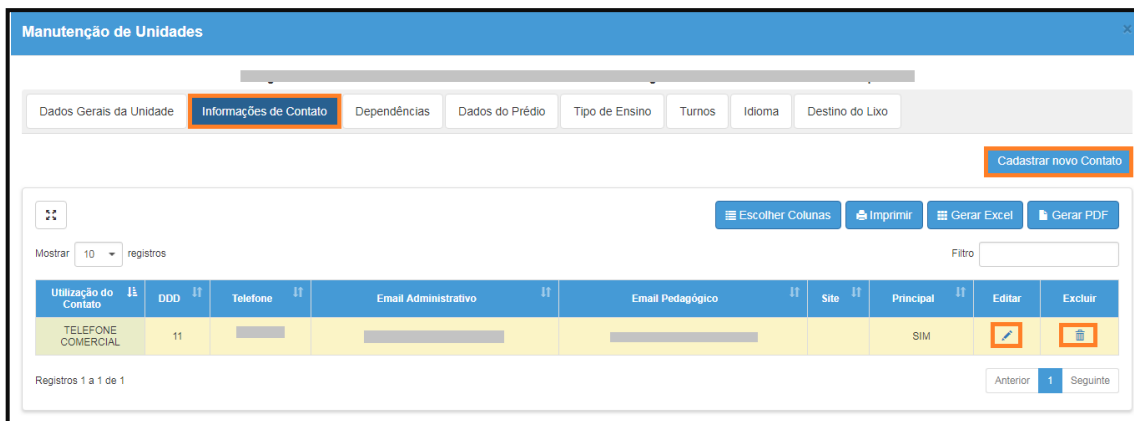 Manutenção de Unidades
×
Dados Gerais da Unidade Informações de Contato Dependências Dados do Prédio Tipo de Ensino Turnos Idioma Destino do Lixo
Cadastrar novo Contato
Escolher Colunas Imprimir Gerar Excel Gerar PDF
Mostrar 10 registros Filtro
Utilização do Contato DDD Telefone Email Administrativo Email Pedagógico Site Principal Editar Excluir
TELEFONE COMERCIAL 11 SIM
Registros 1 a 1 de 1 Anterior 1 Seguinte